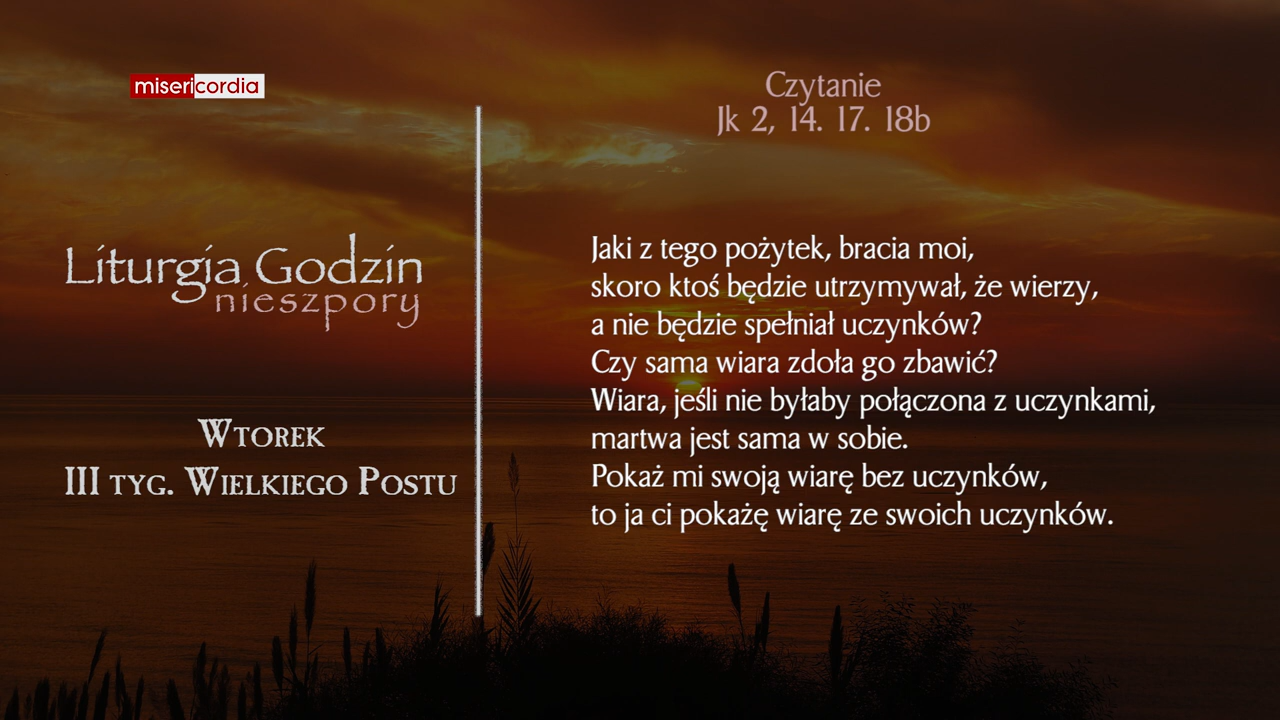 misericordia
Liturgia Godzin
nieszpory
Wtorek
III tyg. Wielkiego Postu
Czytanie
Jk 2, 14. 17. 18b
Jaki z tego pożytek, bracia moi,
skoro ktoś będzie utrzymywał, że wierzy,
a nie będzie spełniał uczynków?
Czy sama wiara zdoła go zbawić?
Wiara, jeśli nie byłaby połączona z uczynkami,
martwa jest sama w sobie.
Pokaż mi swoją wiarę bez uczynków,
to ja ci pokażę wiarę ze swoich uczynków.